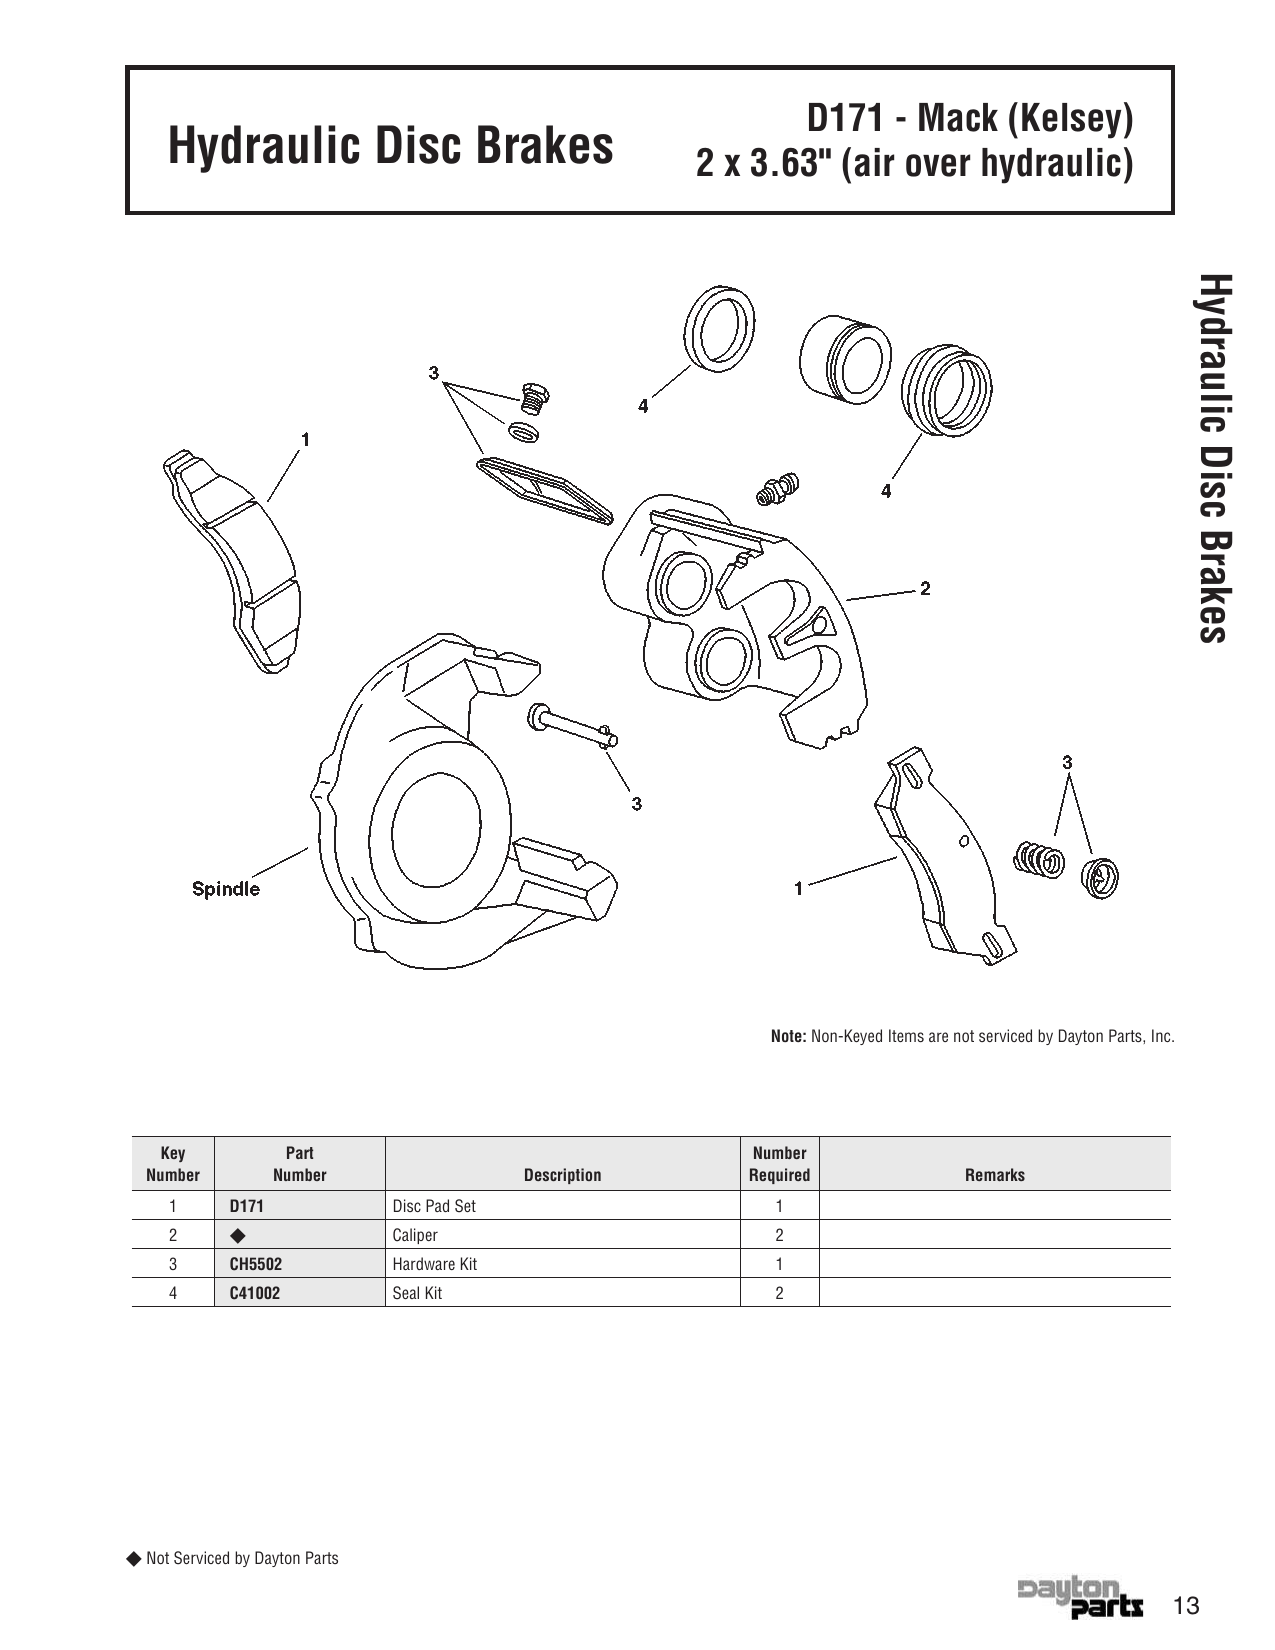 Hydraulic Disc Brakes
D171 - Mack (Kelsey)
2 x 3.63" (air over hydraulic)
Hydraulic Disc Brakes
3
4
1
4
2
3
3
Spindle
1
Note: Non-Keyed Items are not serviced by Dayton Parts, Inc.
Key Number Part Number Description Number Required Remarks
1 D171 Disc Pad Set 1
2 ◆ Caliper 2
3 CH5502 Hardware Kit 1
4 C41002 Seal Kit 2
◆ Not Serviced by Dayton Parts
Dayton
parts
13